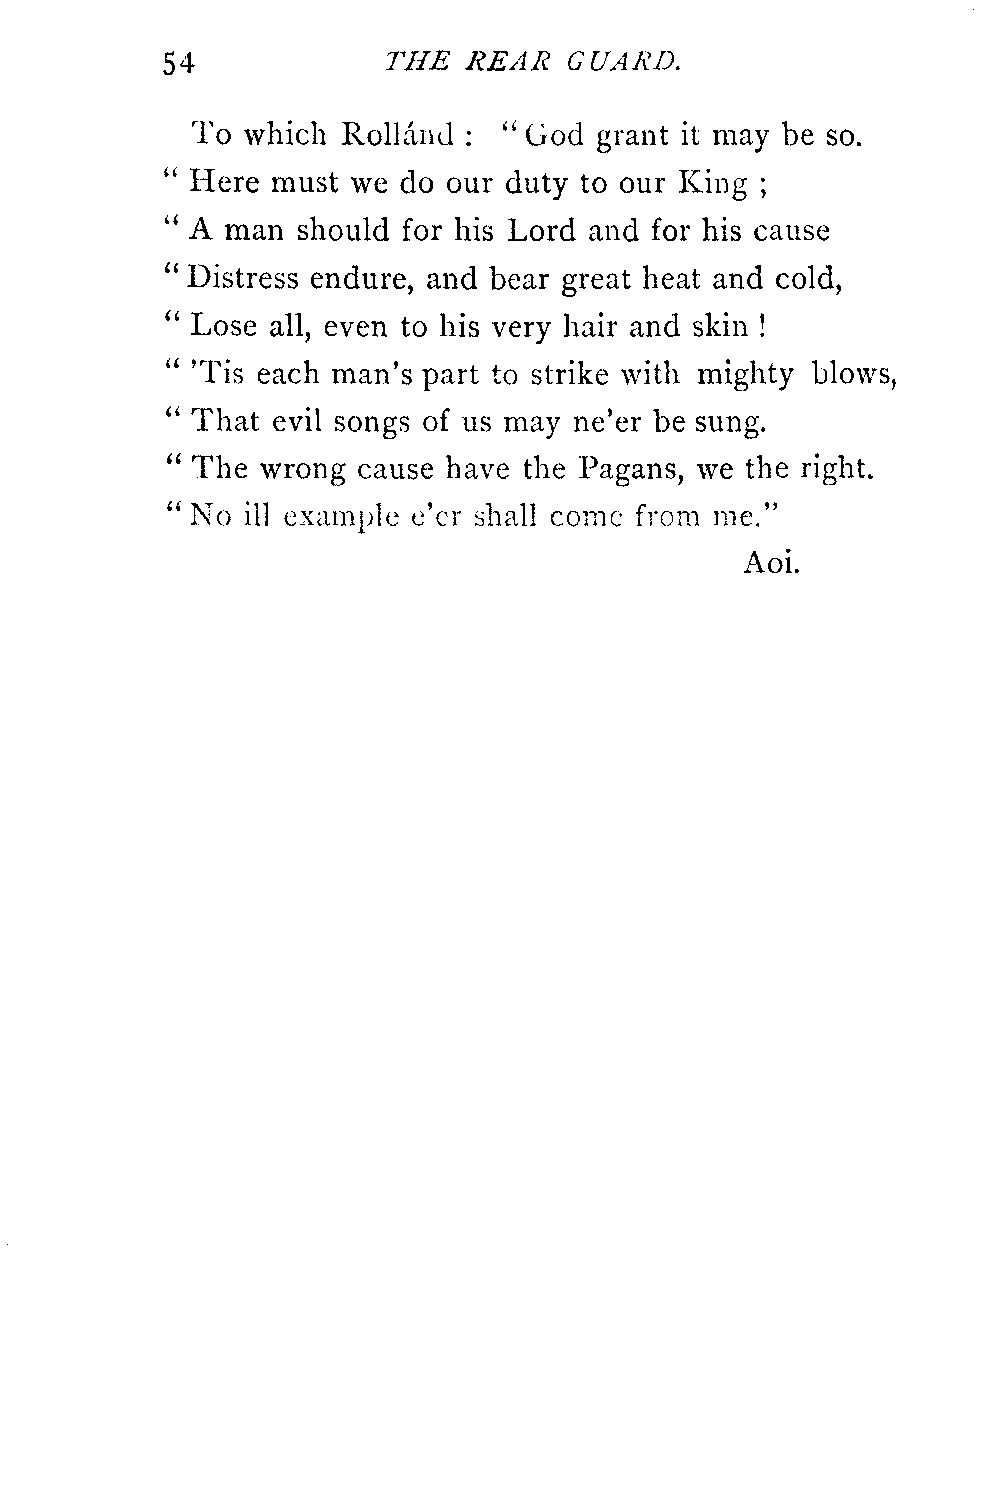 54 THE REAR GUARD.
To which Rollánd : “ God grant it may be so.
“ Here must we do our duty to our King ;
“ A man should for his Lord and for his cause
“ Distress endure, and bear great heat and cold,
“ Lose all, even to his very hair and skin !
“ ’Tis each man’s part to strike with mighty blows,
“ That evil songs of us may ne’er be sung.
“ The wrong cause have the Pagans, we the right.
“ No ill example e’er shall come from me.”
Aoi.